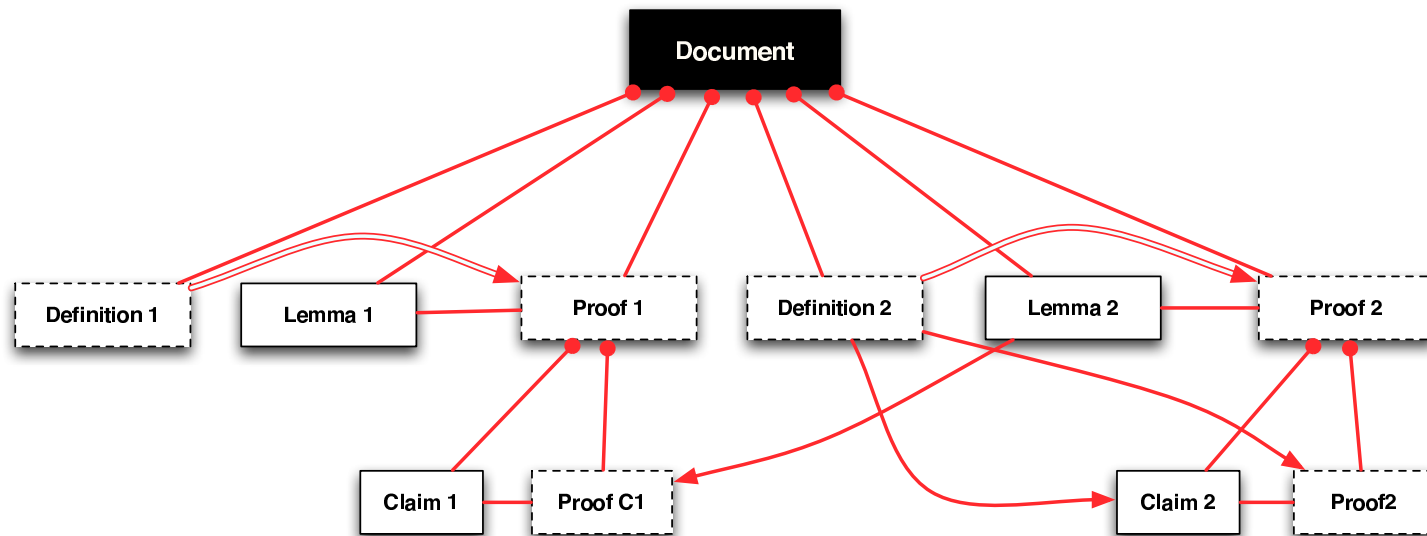 Document
Definition 1
Lemma 1
Proof 1
Definition 2
Lemma 2
Proof 2
Claim 1
Proof C1
Claim 2
Proof2